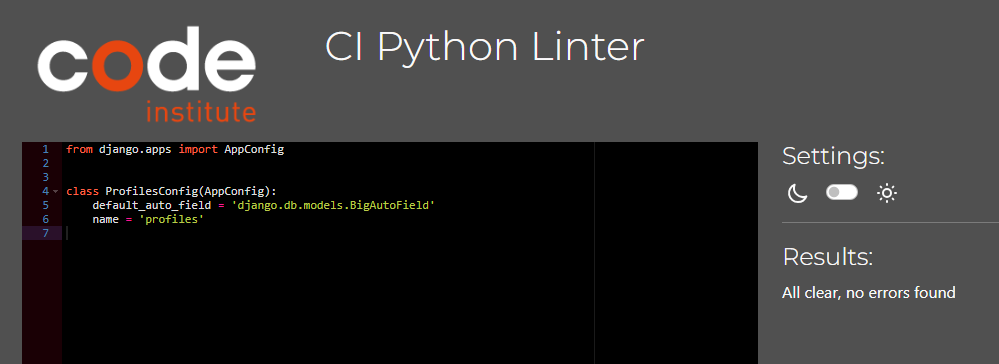 code
institute
CI Python Linter
1 from django.apps import AppConfig
2
3
4 class ProfilesConfig(AppConfig):
5     default_auto_field = 'django.db.models.BigAutoField'
6     name = 'profiles'
7
Settings:
Results:
All clear, no errors found